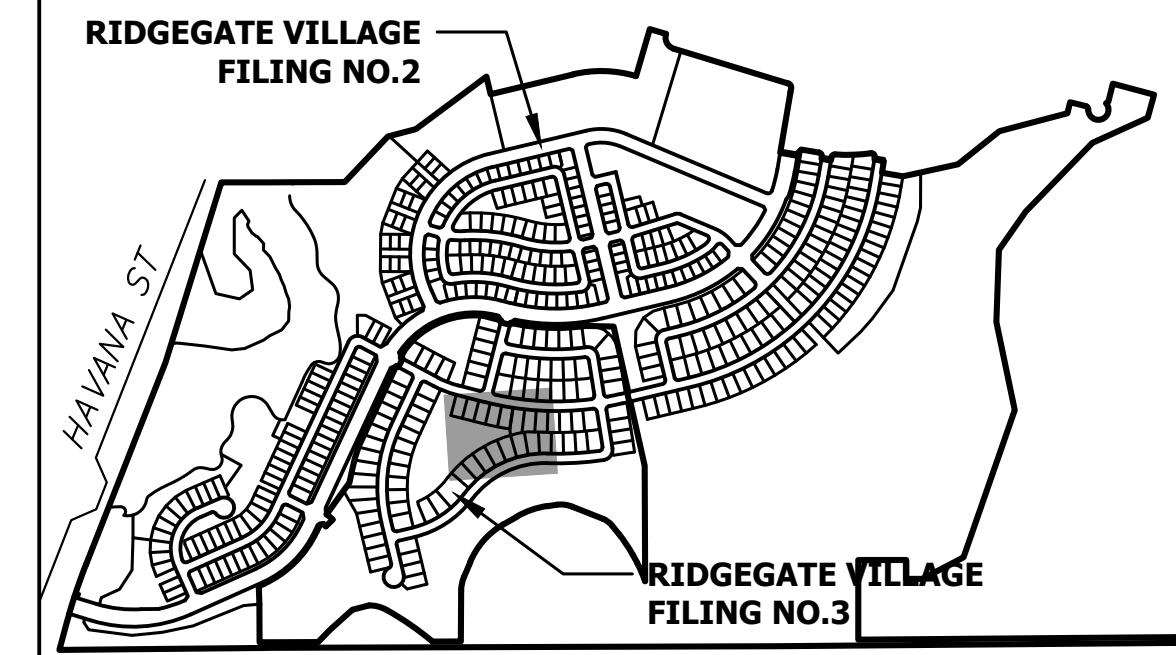 RIDGEGATE VILLAGE
FILING NO.2
HAVANA ST
RIDGEGATE VILLAGE
FILING NO.3